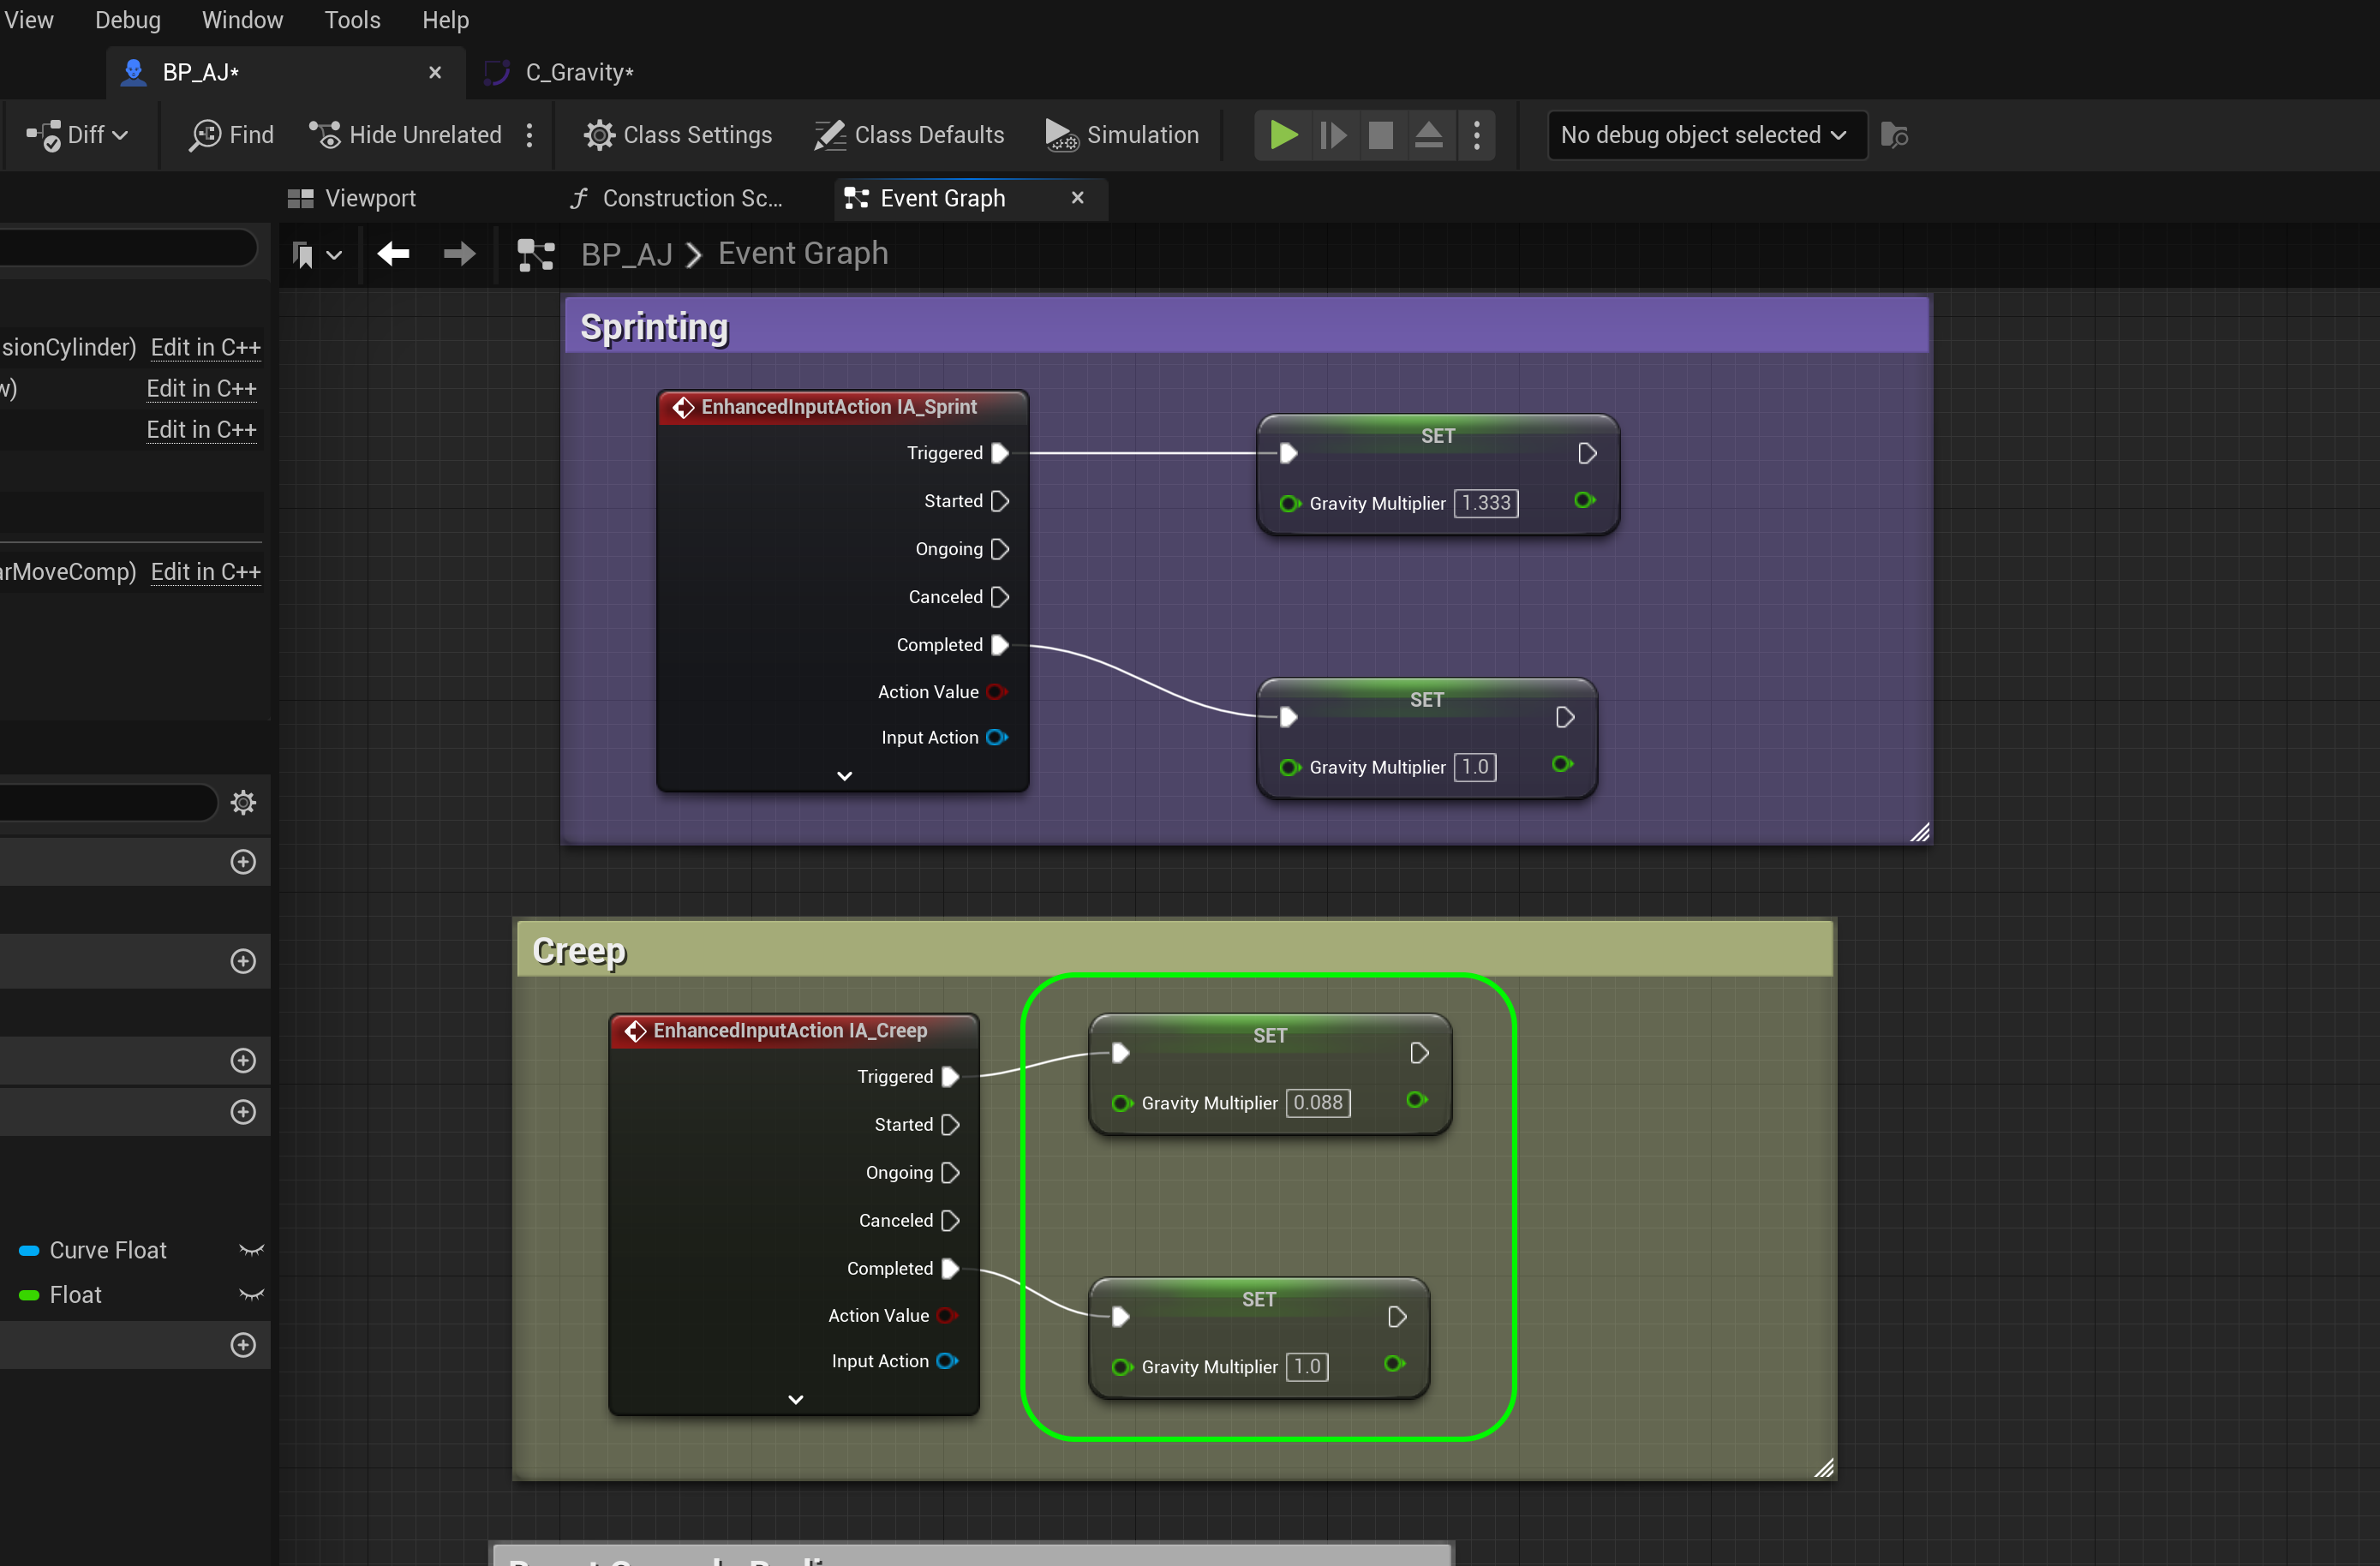 View Debug Window Tools Help
BP_AJ* C_Gravity*
Diff Find Hide Unrelated Class Settings Class Defaults Simulation No debug object selected
Viewport Construction Sc... Event Graph
BP_AJ > Event Graph
sionCylinder) Edit in C++
w) Edit in C++
Edit in C++
arMoveComp) Edit in C++
Curve Float
Float
Sprinting
EnhancedInputAction IA_Sprint
Triggered
Started
Ongoing
Canceled
Completed
Action Value
Input Action
SET
Gravity Multiplier 1.333
SET
Gravity Multiplier 1.0
Creep
EnhancedInputAction IA_Creep
Triggered
Started
Ongoing
Canceled
Completed
Action Value
Input Action
SET
Gravity Multiplier 0.088
SET
Gravity Multiplier 1.0